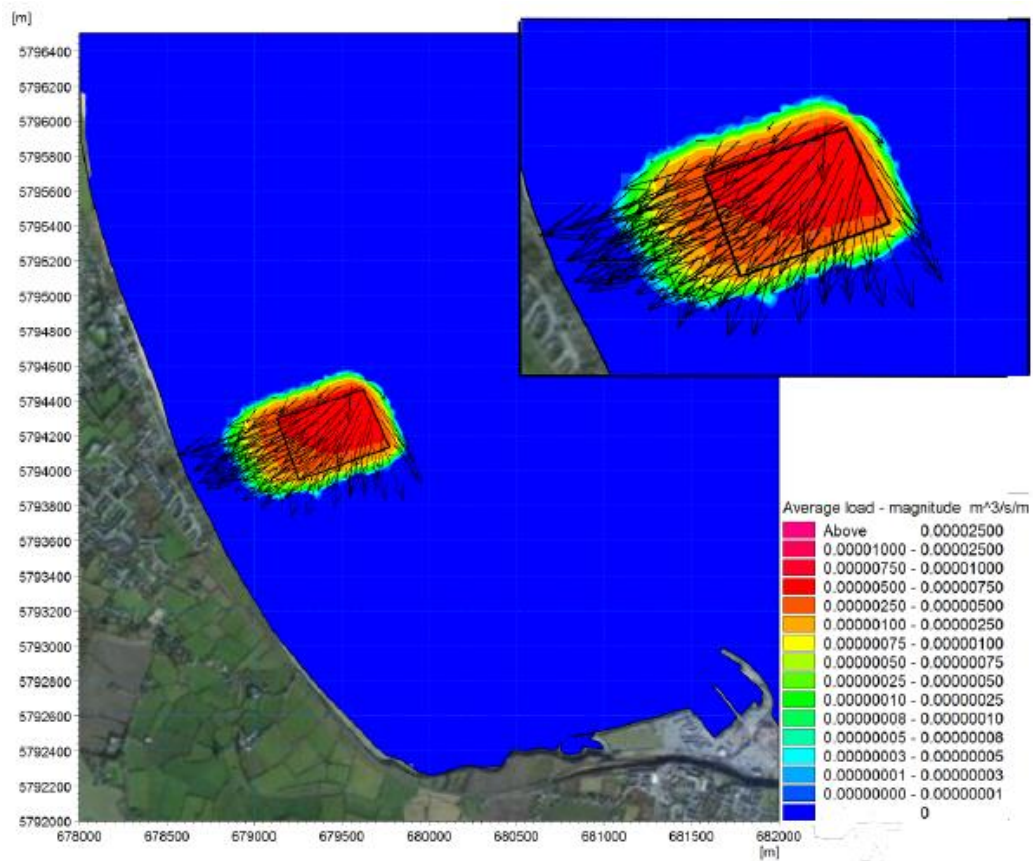 [m]
5796400
5796200
5796000
5795800
5795600
5795400
5795200
5795000
5794800
5794600
5794400
5794200
5794000
5793800
5793600
5793400
5793200
5793000
5792800
5792600
5792400
5792200
5792000
678000 678500 679000 679500 680000 680500 681000 681500 682000
[m]
Average load - magnitude m^3/s/m
Above 0.00002500
0.00001000 - 0.00002500
0.00000750 - 0.00001000
0.00000500 - 0.00000750
0.00000250 - 0.00000500
0.00000100 - 0.00000250
0.00000075 - 0.00000100
0.00000050 - 0.00000075
0.00000025 - 0.00000050
0.00000010 - 0.00000025
0.00000008 - 0.00000010
0.00000005 - 0.00000008
0.00000003 - 0.00000005
0.00000001 - 0.00000003
0.00000000 - 0.00000001
0